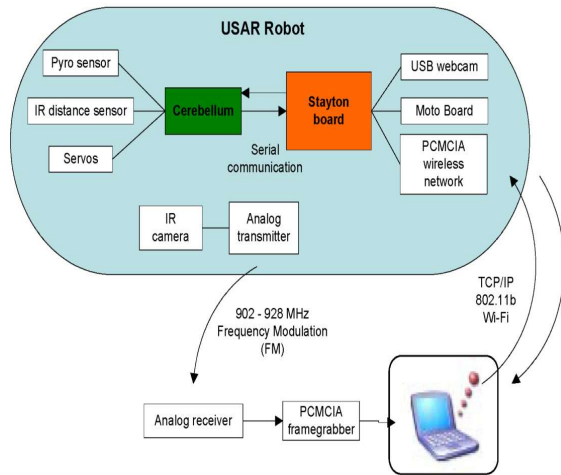 USAR Robot
Pyro sensor
IR distance sensor
Servos
Cerebellum
Serial
communication
Stayton
board
USB webcam
Moto Board
PCMCIA
wireless
network
IR
camera
Analog
transmitter
902 - 928 MHz
Frequency Modulation
(FM)
TCP/IP
802.11b
Wi-Fi
Analog receiver
PCMCIA
framegrabber